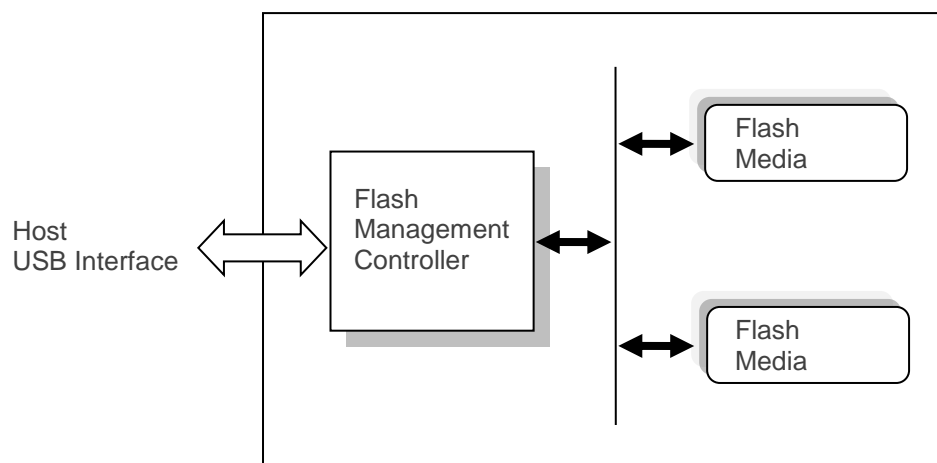 Host
USB Interface
Flash
Management
Controller
Flash
Media
Flash
Media